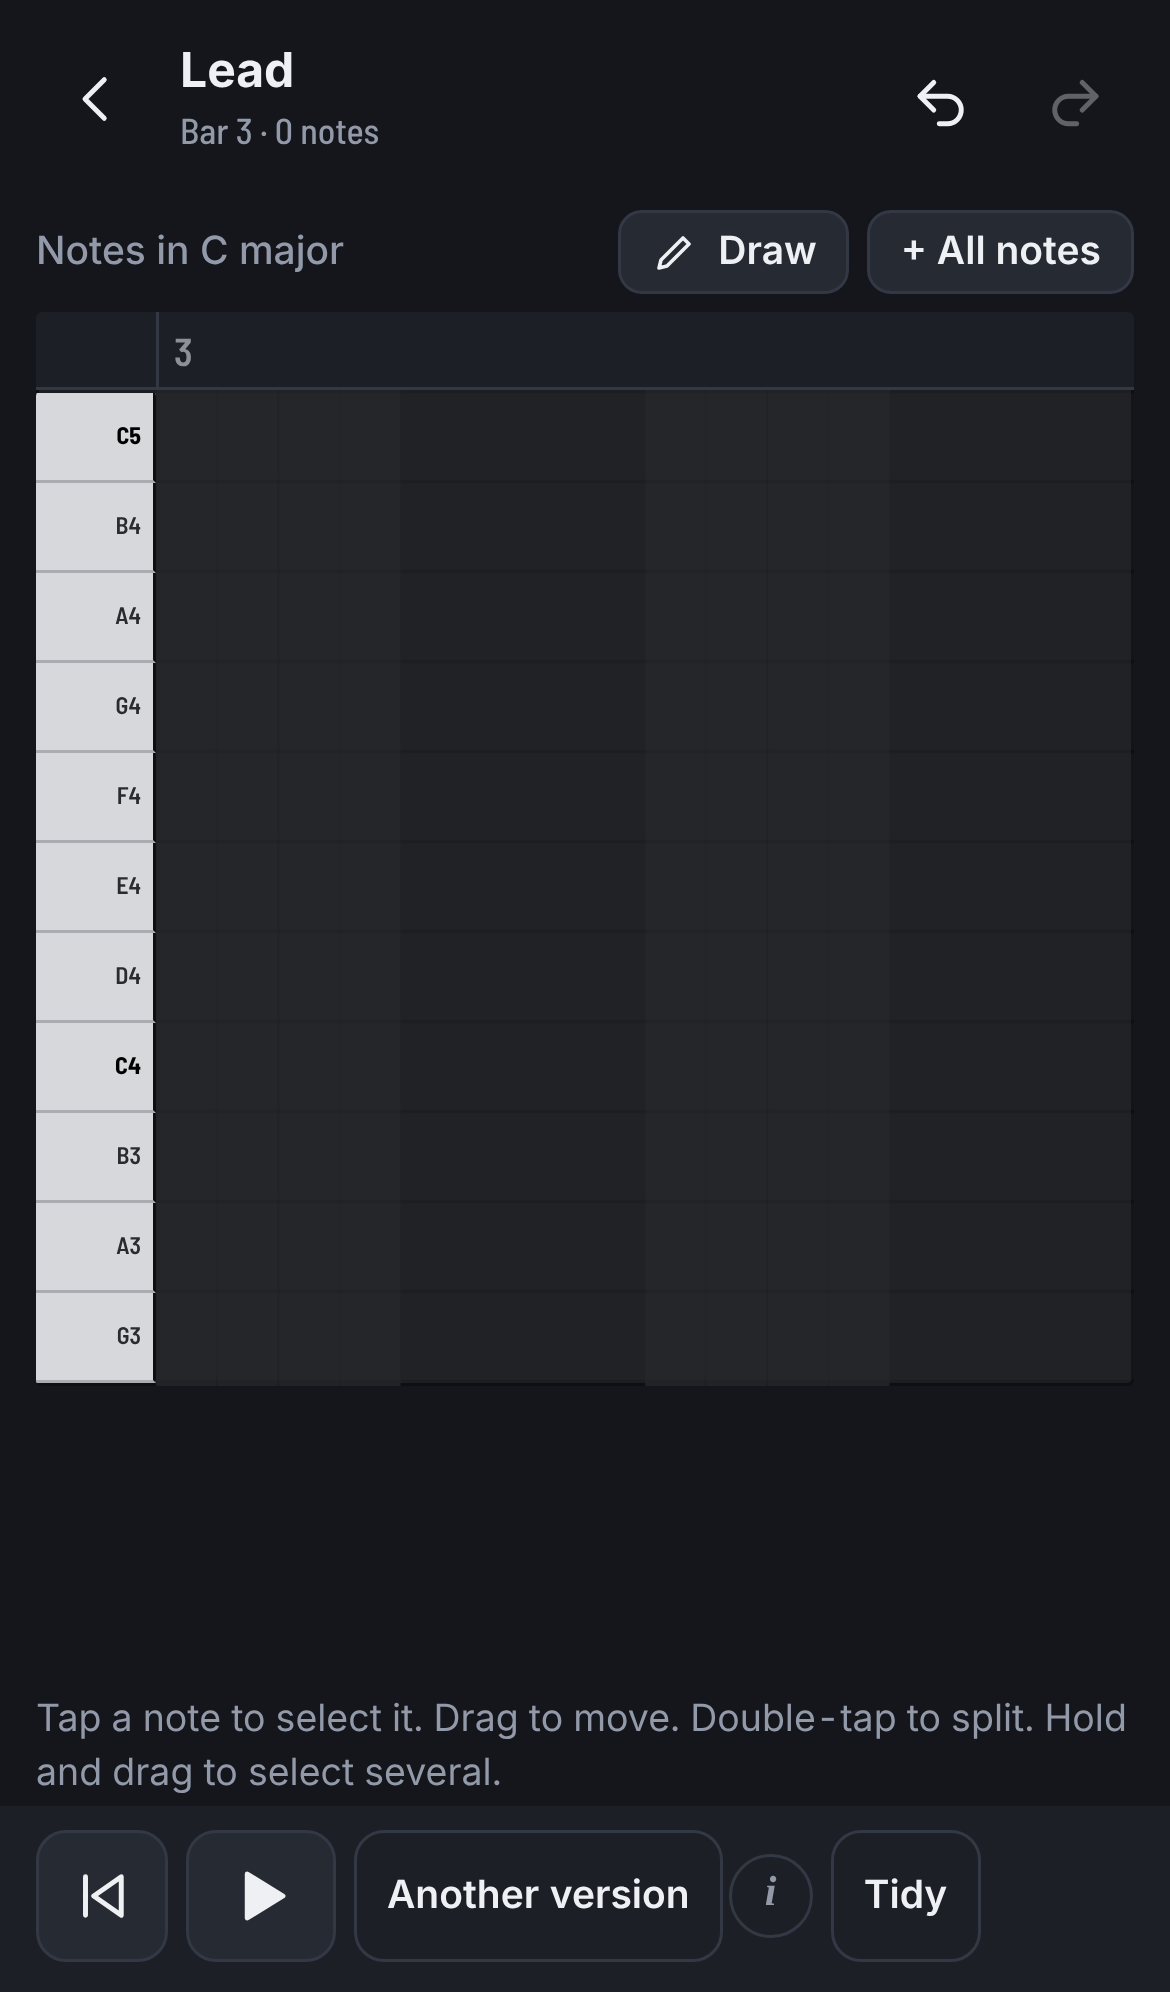 Lead
Bar 3 · 0 notes
Notes in C major
Draw
+ All notes
3
C5
B4
A4
G4
F4
E4
D4
C4
B3
A3
G3
Tap a note to select it. Drag to move. Double-tap to split. Hold
and drag to select several.
Another version
i
Tidy